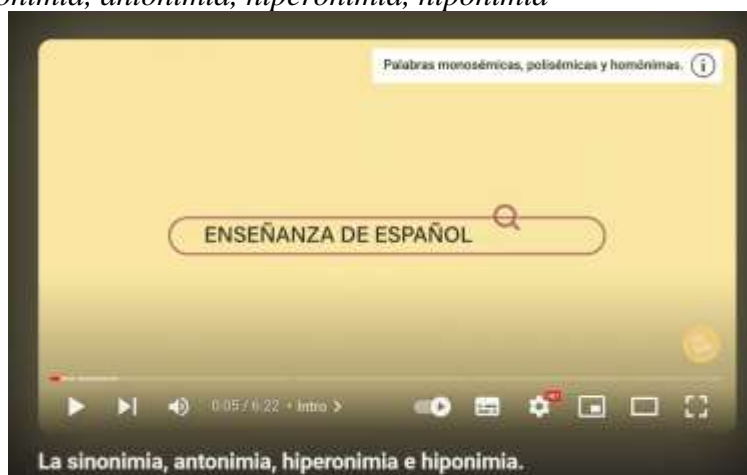 onimia, antonimia, hiperonimia, hiponimia
Palabras monosémicas, polisémicas y homónimas.
ENSEÑANZA DE ESPAÑOL
0:05 / 6:22 • Intro >
La sinonimia, antonimia, hiperonimia e hiponimia.